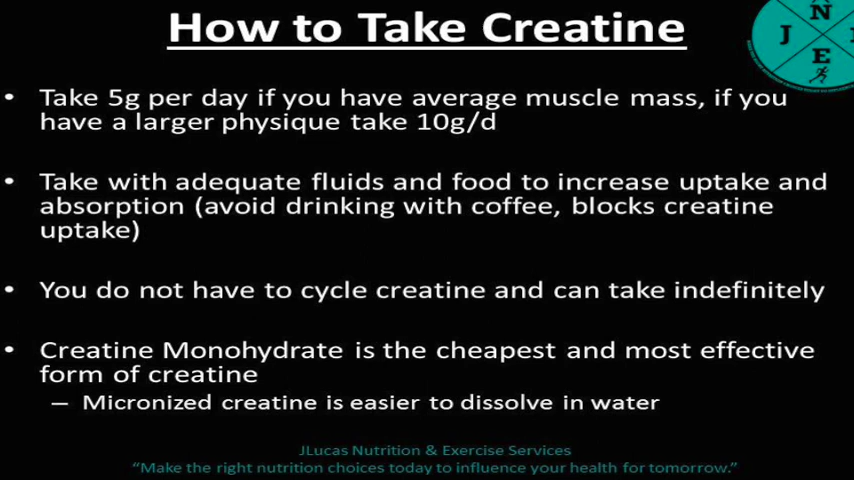 How to Take Creatine
J N E
• Take 5g per day if you have average muscle mass, if you
have a larger physique take 10g/d
• Take with adequate fluids and food to increase uptake and
absorption (avoid drinking with coffee, blocks creatine
uptake)
• You do not have to cycle creatine and can take indefinitely
• Creatine Monohydrate is the cheapest and most effective
form of creatine
– Micronized creatine is easier to dissolve in water
JLucas Nutrition & Exercise Services
“Make the right nutrition choices today to influence your health for tomorrow.”